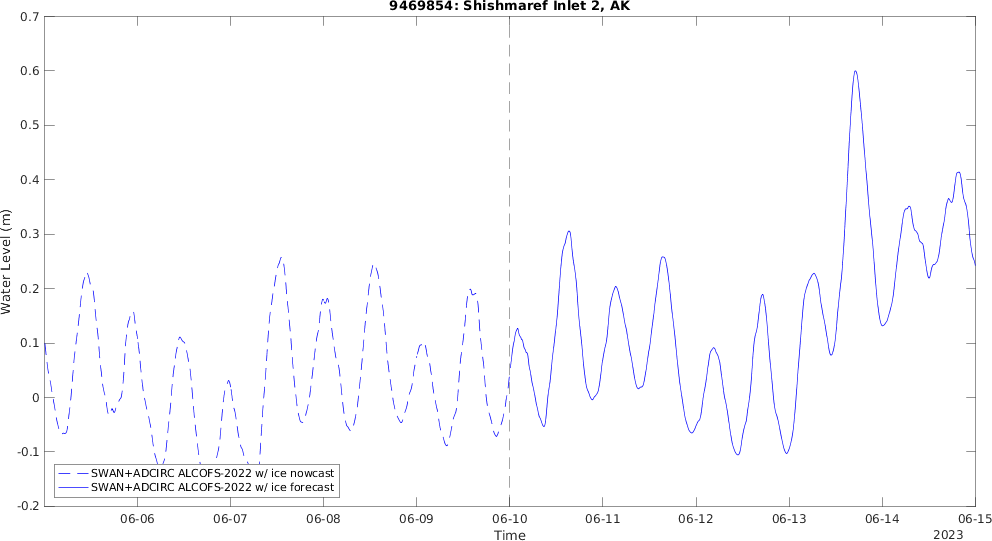 9469854: Shishmaref Inlet 2, AK
0.7
0.6
0.5
0.4
0.3
0.2
0.1
0
-0.1
-0.2
Water Level (m)
SWAN+ADCIRC ALCOFS-2022 w/ ice nowcast
SWAN+ADCIRC ALCOFS-2022 w/ ice forecast
06-06 06-07 06-08 06-09 06-10 06-11 06-12 06-13 06-14 06-15
Time
2023